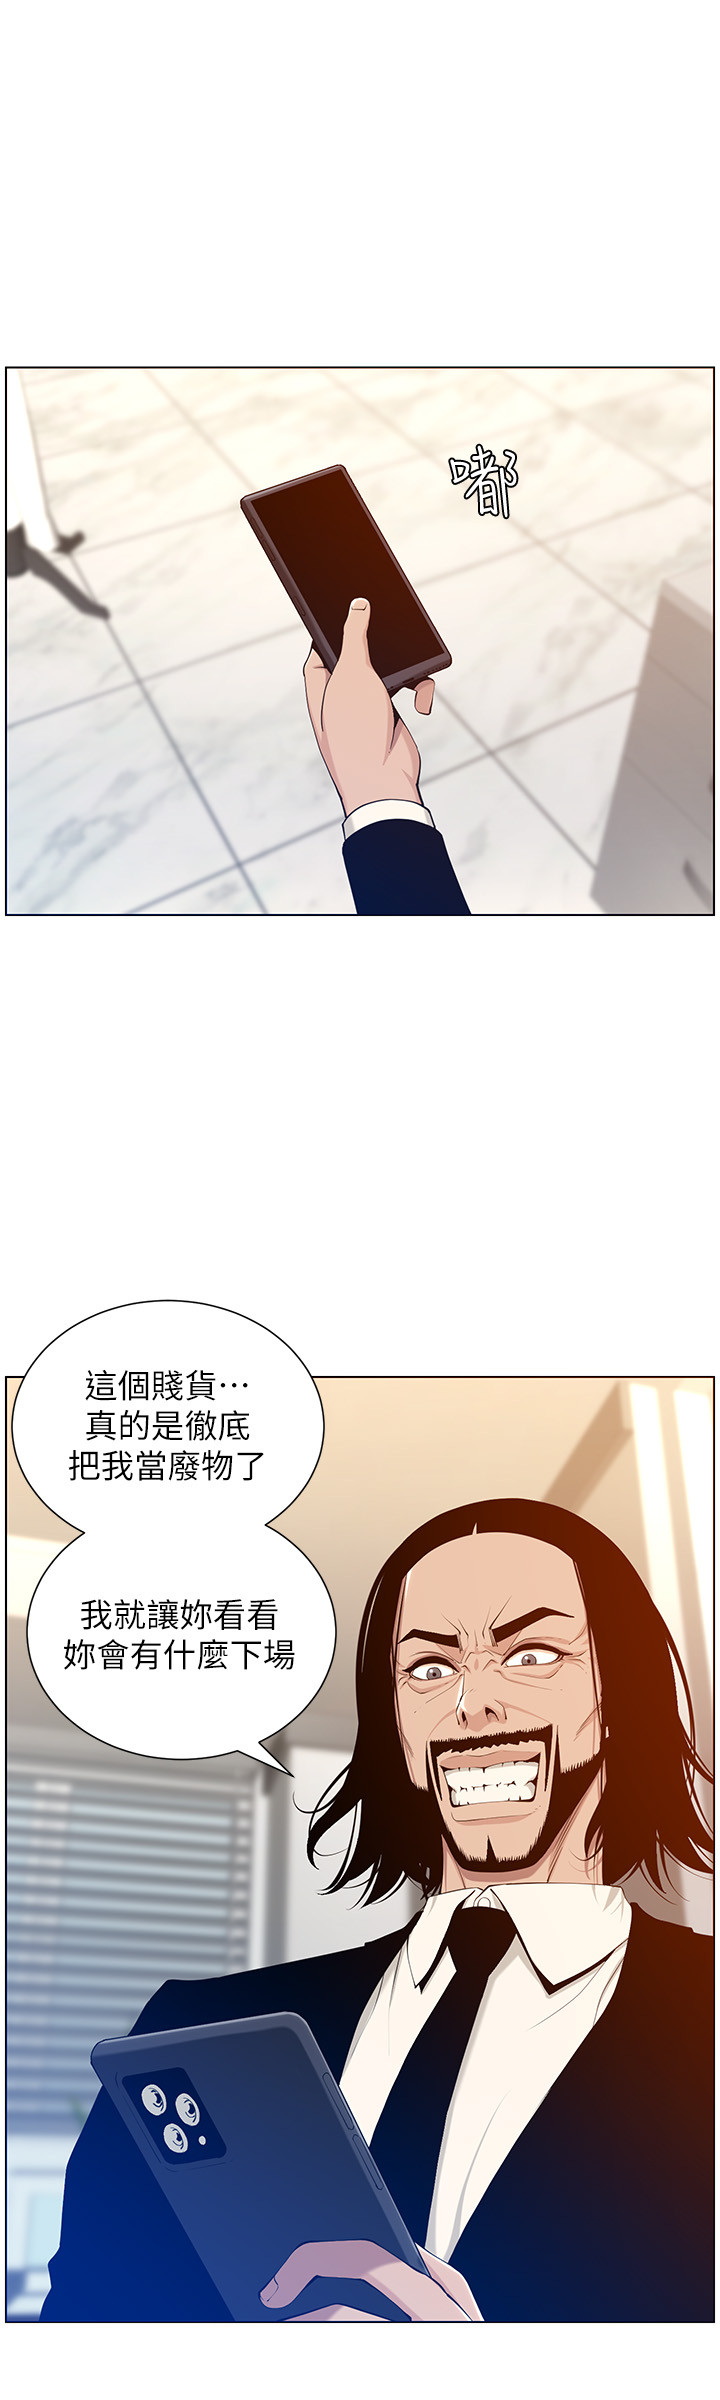 嘟
這個賤貨⋯
真的是徹底
把我當廢物了
我就讓妳看看
妳會有什麼下場